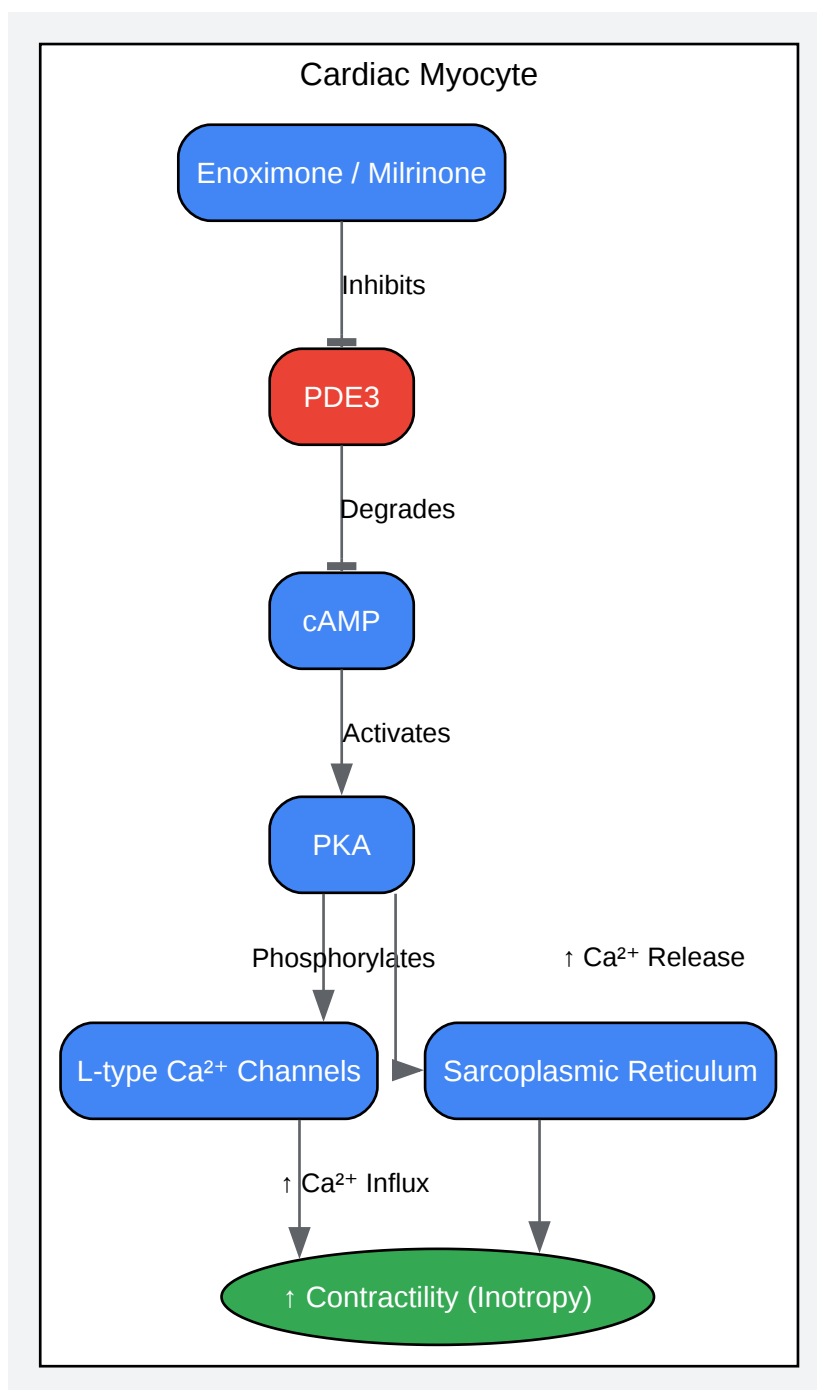 Cardiac Myocyte
Enoximone / Milrinone
Inhibits
PDE3
Degrades
cAMP
Activates
PKA
Phosphorylates
↑ Ca²⁺ Release
L-type Ca²⁺ Channels
Sarcoplasmic Reticulum
↑ Ca²⁺ Influx
↑ Contractility (Inotropy)